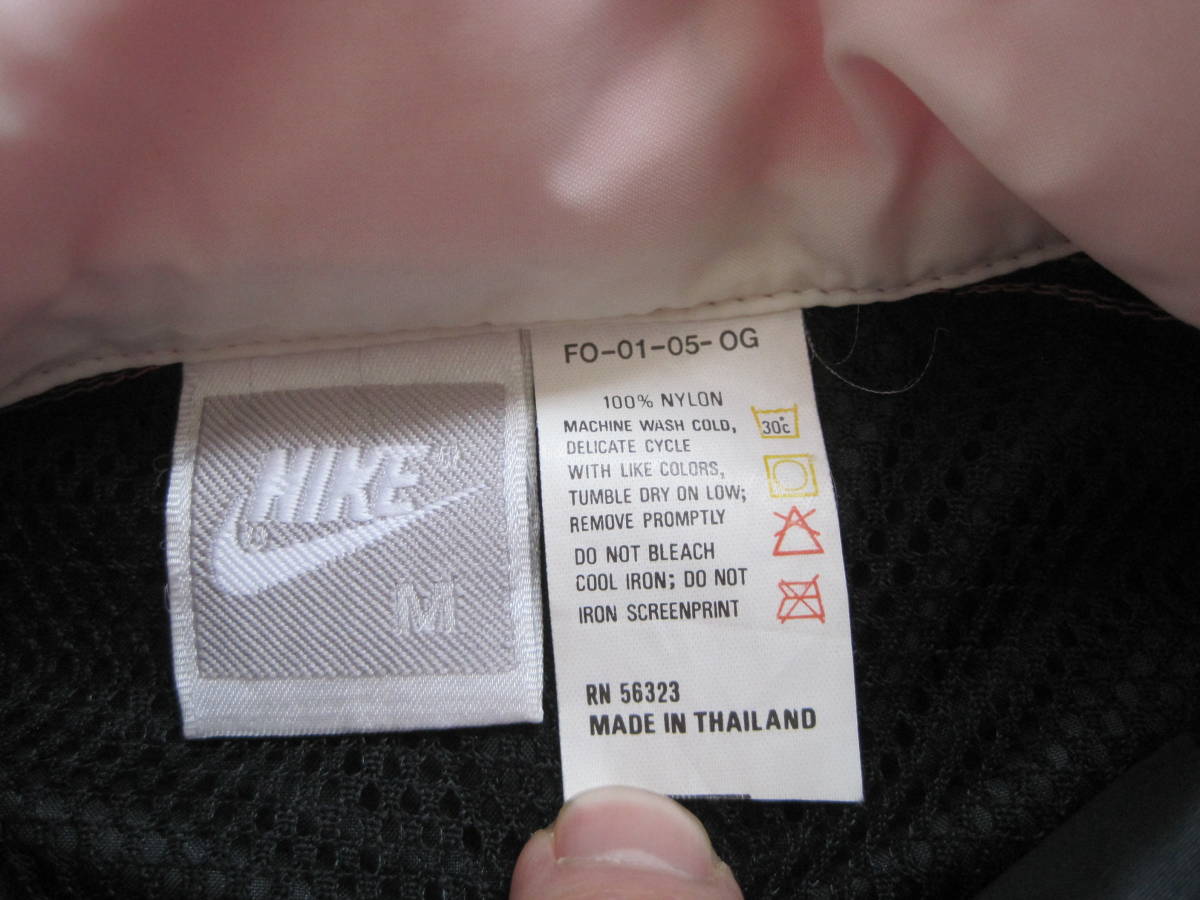 NIKE®
M
FO-01-05-OG
100% NYLON
MACHINE WASH COLD,
DELICATE CYCLE
WITH LIKE COLORS,
TUMBLE DRY ON LOW;
REMOVE PROMPTLY
DO NOT BLEACH
COOL IRON; DO NOT
IRON SCREENPRINT
30°c
RN 56323
MADE IN THAILAND